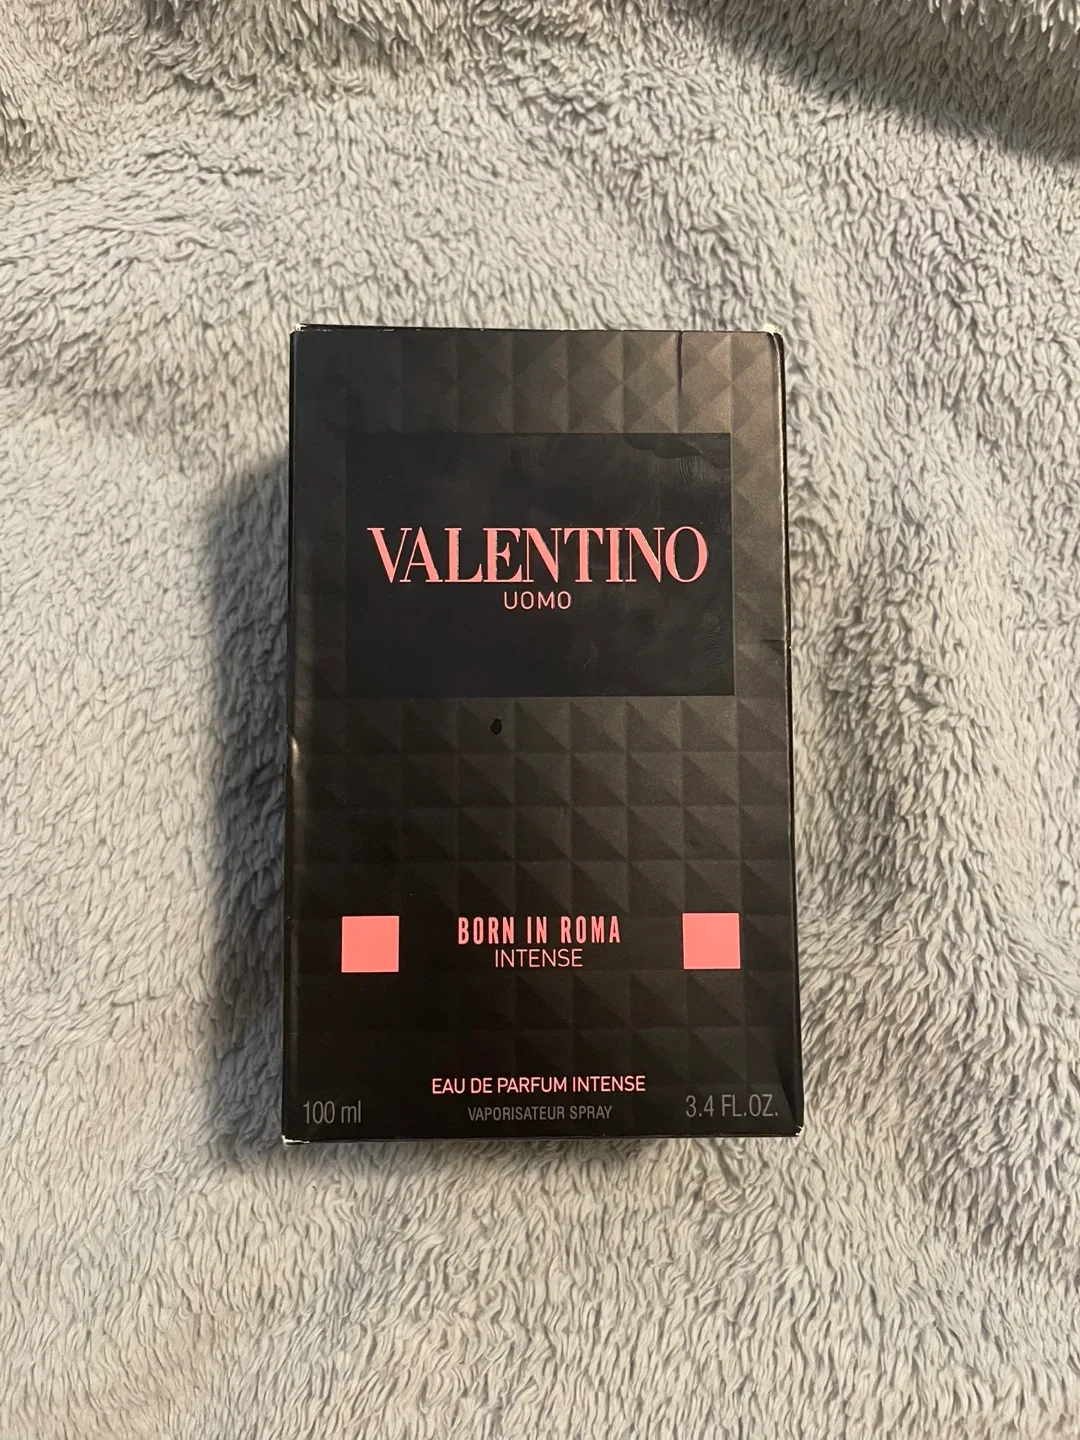 VALENTINO
UOMO
BORN IN ROMA
INTENSE
EAU DE PARFUM INTENSE
100 ml VAPORISATEUR SPRAY 3.4 FL.OZ.